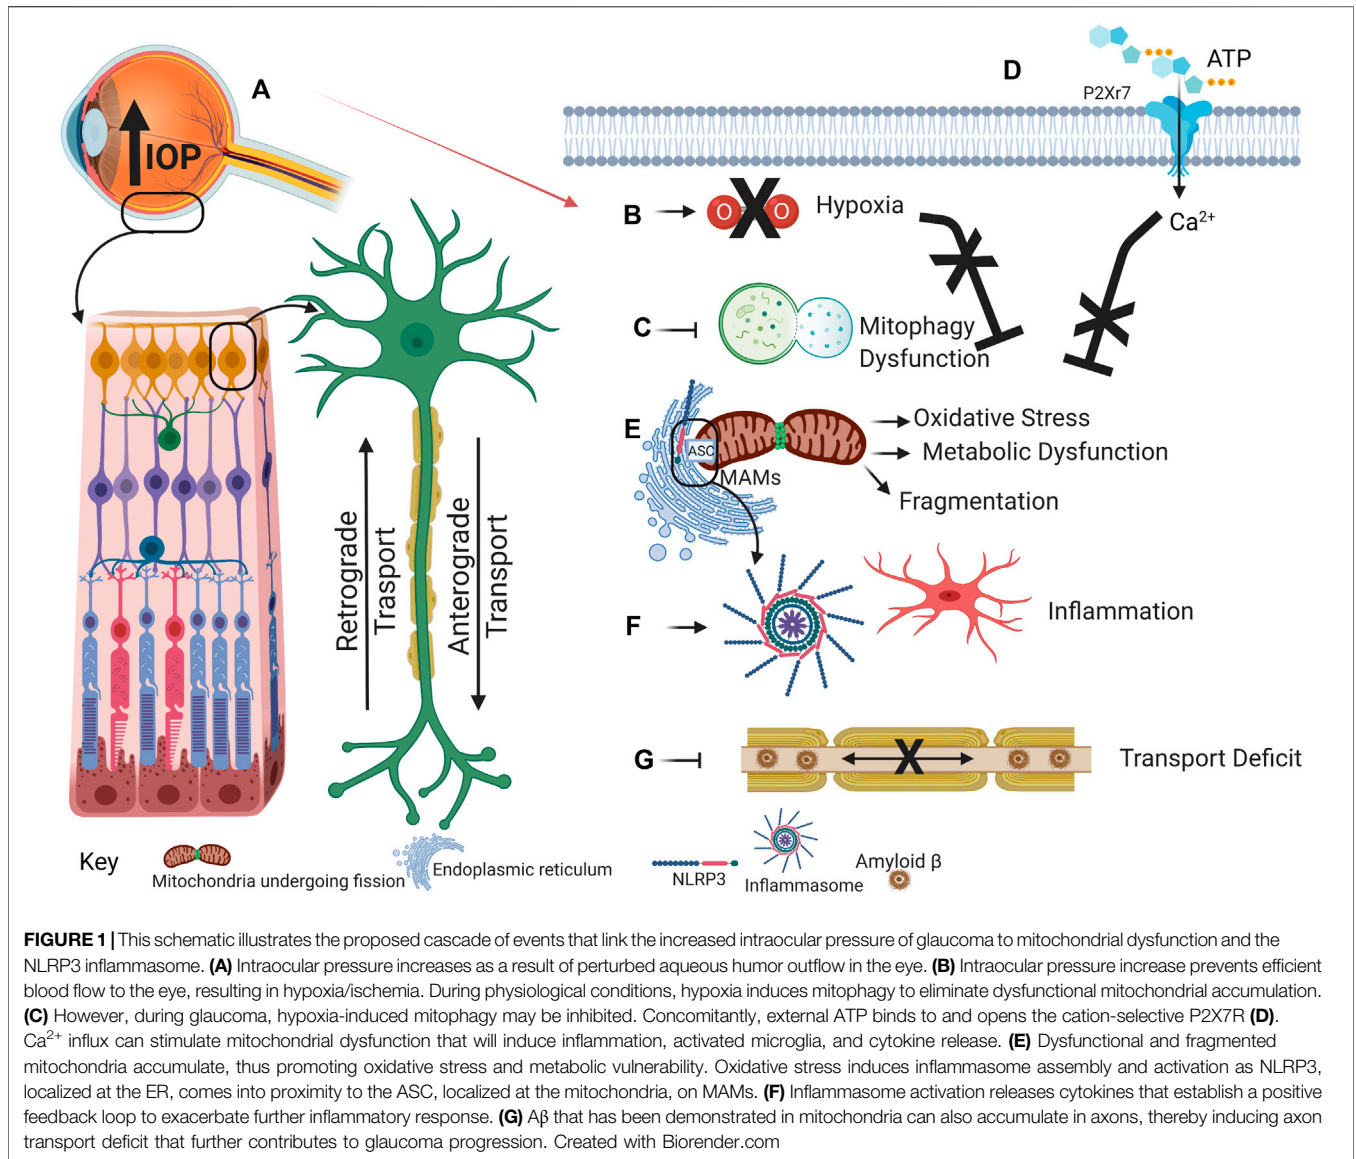 A
IOP
D
ATP
P2Xr7
B
O O
Hypoxia
Ca²⁺
C
Mitophagy
Dysfunction
E
ASC
MAMs
Oxidative Stress
Metabolic Dysfunction
Fragmentation
Retrograde
Trasport
Anterograde
Transport
F
Inflammation
G
Transport Deficit
Key
Mitochondria undergoing fission
Endoplasmic reticulum
NLRP3
Inflammasome
Amyloid β
FIGURE 1 | This schematic illustrates the proposed cascade of events that link the increased intraocular pressure of glaucoma to mitochondrial dysfunction and the
NLRP3 inflammasome. (A) Intraocular pressure increases as a result of perturbed aqueous humor outflow in the eye. (B) Intraocular pressure increase prevents efficient
blood flow to the eye, resulting in hypoxia/ischemia. During physiological conditions, hypoxia induces mitophagy to eliminate dysfunctional mitochondrial accumulation.
(C) However, during glaucoma, hypoxia-induced mitophagy may be inhibited. Concomitantly, external ATP binds to and opens the cation-selective P2X7R (D).
Ca²⁺ influx can stimulate mitochondrial dysfunction that will induce inflammation, activated microglia, and cytokine release. (E) Dysfunctional and fragmented
mitochondria accumulate, thus promoting oxidative stress and metabolic vulnerability. Oxidative stress induces inflammasome assembly and activation as NLRP3,
localized at the ER, comes into proximity to the ASC, localized at the mitochondria, on MAMs. (F) Inflammasome activation releases cytokines that establish a positive
feedback loop to exacerbate further inflammatory response. (G) Aβ that has been demonstrated in mitochondria can also accumulate in axons, thereby inducing axon
transport deficit that further contributes to glaucoma progression. Created with Biorender.com